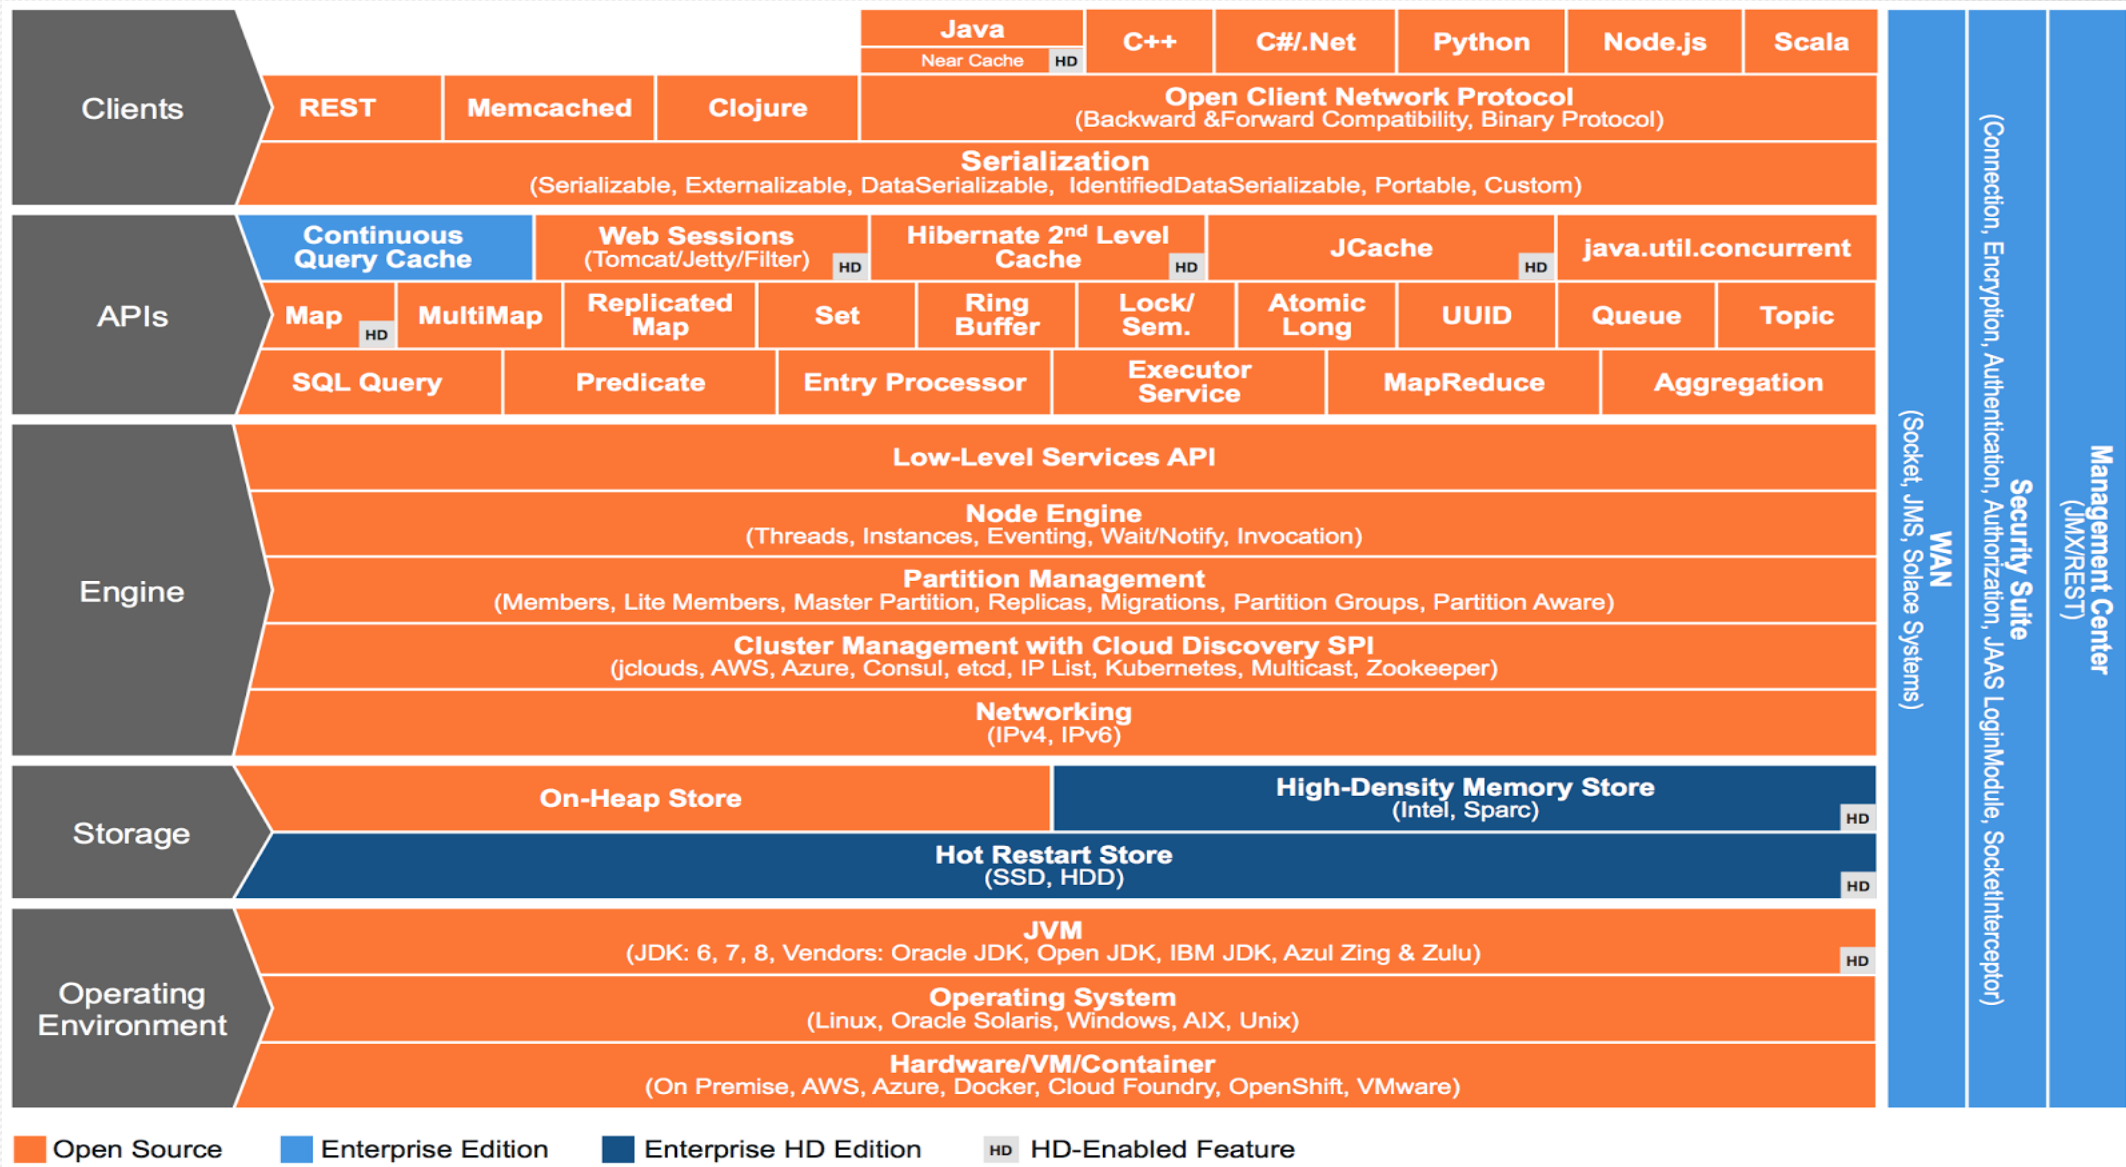 Clients
Java
Near Cache HD
C++
C#/.Net
Python
Node.js
Scala
REST
Memcached
Clojure
Open Client Network Protocol
(Backward &Forward Compatibility, Binary Protocol)
Serialization
(Serializable, Externalizable, DataSerializable, IdentifiedDataSerializable, Portable, Custom)
APIs
Continuous
Query Cache
Web Sessions
(Tomcat/Jetty/Filter)
HD
Hibernate 2nd Level
Cache
HD
JCache
HD
java.util.concurrent
Map
HD
MultiMap
Replicated
Map
Set
Ring
Buffer
Lock/
Sem.
Atomic
Long
UUID
Queue
Topic
SQL Query
Predicate
Entry Processor
Executor
Service
MapReduce
Aggregation
Engine
Low-Level Services API
Node Engine
(Threads, Instances, Eventing, Wait/Notify, Invocation)
Partition Management
(Members, Lite Members, Master Partition, Replicas, Migrations, Partition Groups, Partition Aware)
Cluster Management with Cloud Discovery SPI
(jclouds, AWS, Azure, Consul, etcd, IP List, Kubernetes, Multicast, Zookeeper)
Networking
(IPv4, IPv6)
Storage
On-Heap Store
High-Density Memory Store
(Intel, Sparc)
HD
Hot Restart Store
(SSD, HDD)
HD
Operating
Environment
JVM
(JDK: 6, 7, 8, Vendors: Oracle JDK, Open JDK, IBM JDK, Azul Zing & Zulu)
HD
Operating System
(Linux, Oracle Solaris, Windows, AIX, Unix)
Hardware/VM/Container
(On Premise, AWS, Azure, Docker, Cloud Foundry, OpenShift, VMware)
WAN
(Socket, JMS, Solace Systems)
Security Suite
(Connection, Encryption, Authentication, Authorization, JAAS LoginModule, SocketInterceptor)
Management Center
(JMX/REST)
Open Source
Enterprise Edition
Enterprise HD Edition
HD HD-Enabled Feature